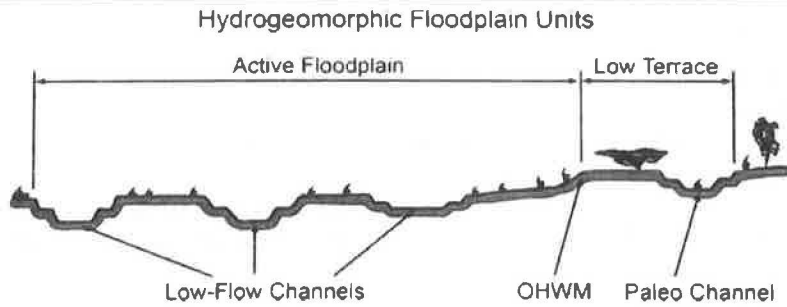 Hydrogeomorphic Floodplain Units
Active Floodplain
Low Terrace
Low-Flow Channels
OHWM
Paleo Channel